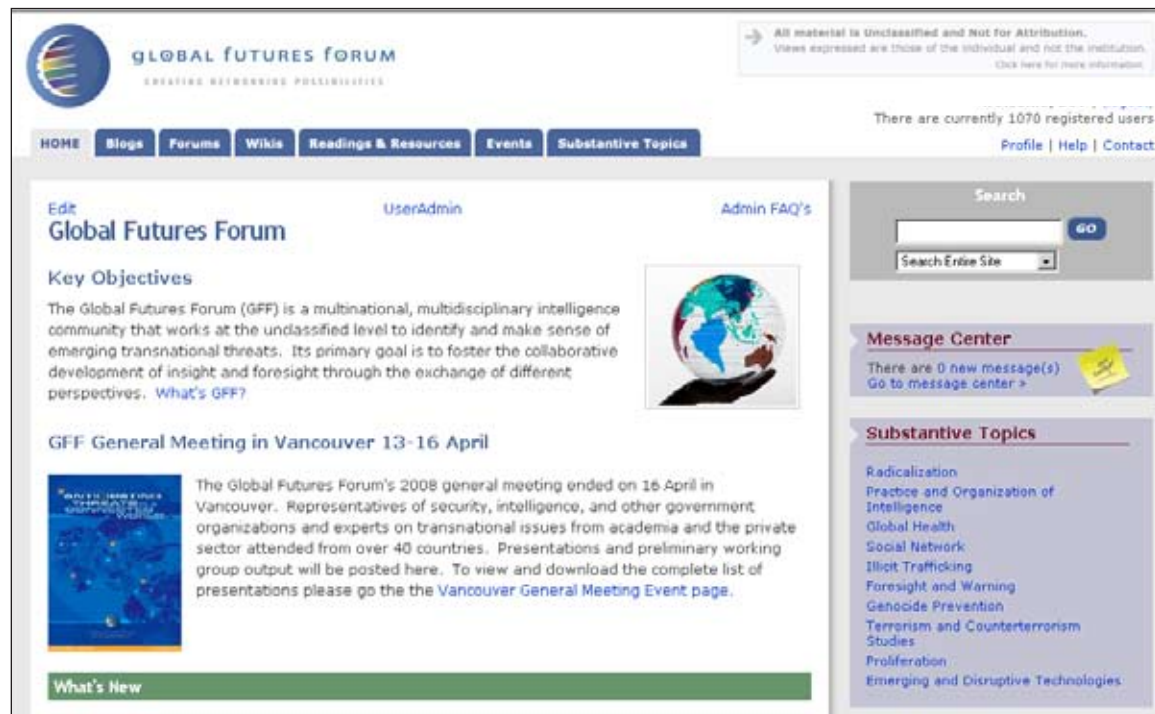 GLOBAL FUTURES FORUM
CREATING NETWORKING POSSIBILITIES
All material is Unclassified and Not for Attribution.
Views expressed are those of the individual and not the institution.
Click here for more information.
There are currently 1070 registered users
Profile | Help | Contact
HOME Blogs Forums Wikis Readings & Resources Events Substantive Topics
Edit UserAdmin Admin FAQ's
Global Futures Forum
Key Objectives
The Global Futures Forum (GFF) is a multinational, multidisciplinary intelligence
community that works at the unclassified level to identify and make sense of
emerging transnational threats. Its primary goal is to foster the collaborative
development of insight and foresight through the exchange of different
perspectives. What's GFF?
GFF General Meeting in Vancouver 13-16 April
ANTICIPATING
THREATS IN A
CONNECTED
WORLD
The Global Futures Forum's 2008 general meeting ended on 16 April in
Vancouver. Representatives of security, intelligence, and other government
organizations and experts on transnational issues from academia and the private
sector attended from over 40 countries. Presentations and preliminary working
group output will be posted here. To view and download the complete list of
presentations please go the the Vancouver General Meeting Event page.
What's New
Search
GO
Search Entire Site
Message Center
There are 0 new message(s)
Go to message center >
Substantive Topics
Radicalization
Practice and Organization of
Intelligence
Global Health
Social Network
Illicit Trafficking
Foresight and Warning
Genocide Prevention
Terrorism and Counterterrorism
Studies
Proliferation
Emerging and Disruptive Technologies